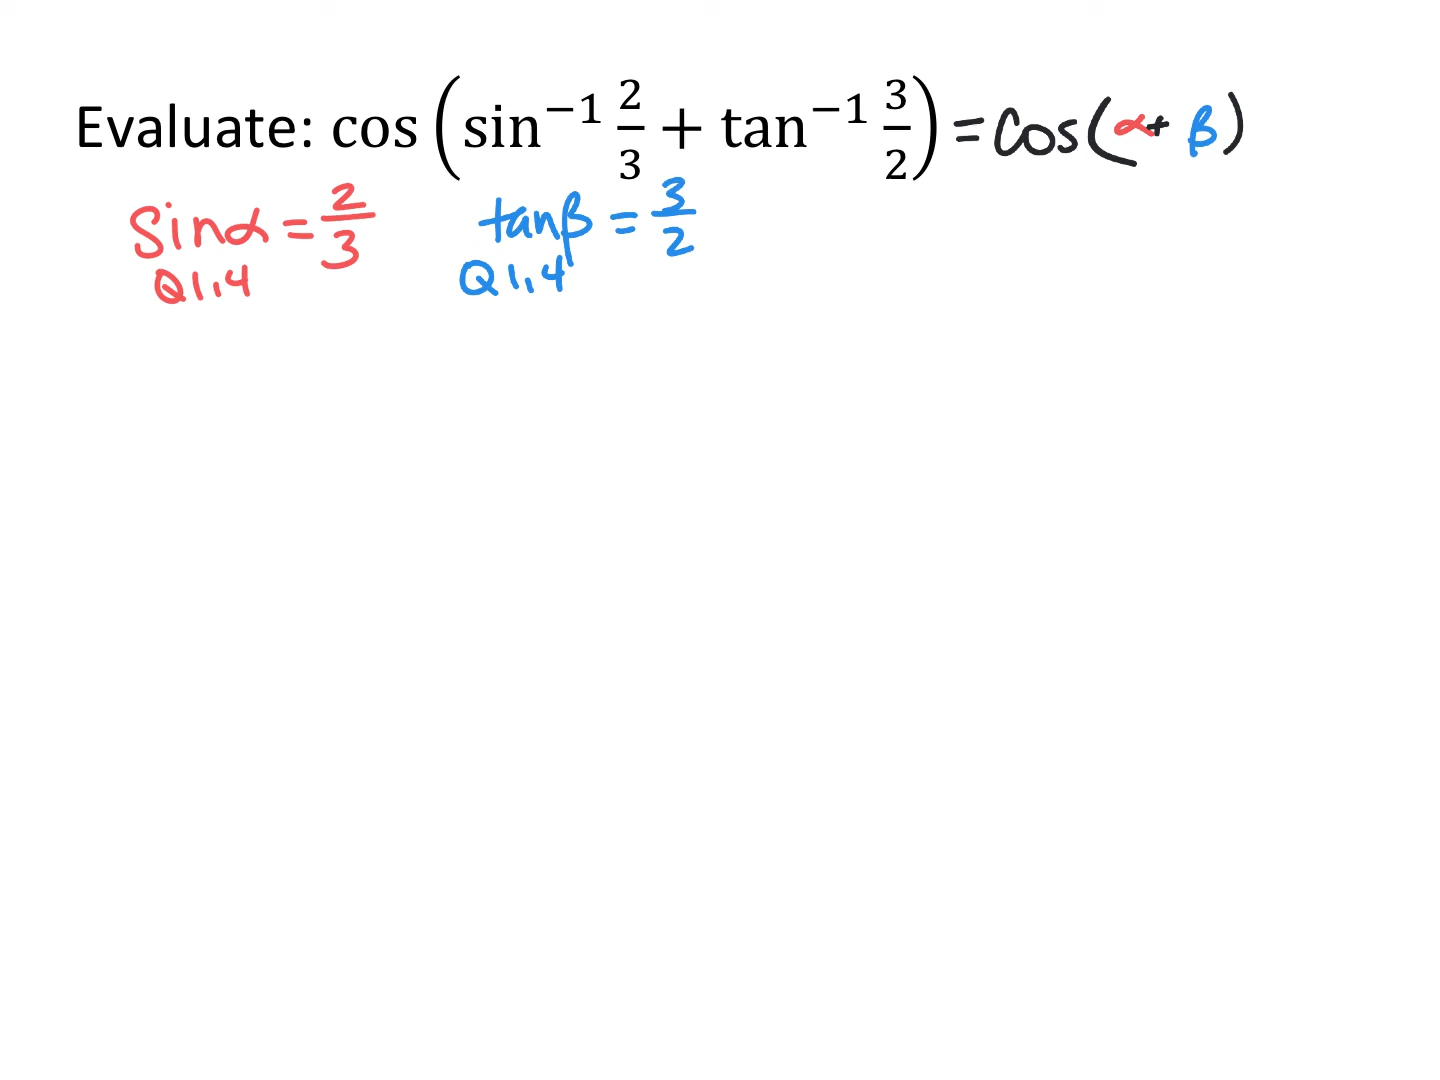 Evaluate: cos(sin⁻¹ 2/3 + tan⁻¹ 3/2) = cos(α + β)
sinα = 2/3 tanβ = 3/2
Q1,4 Q1,4